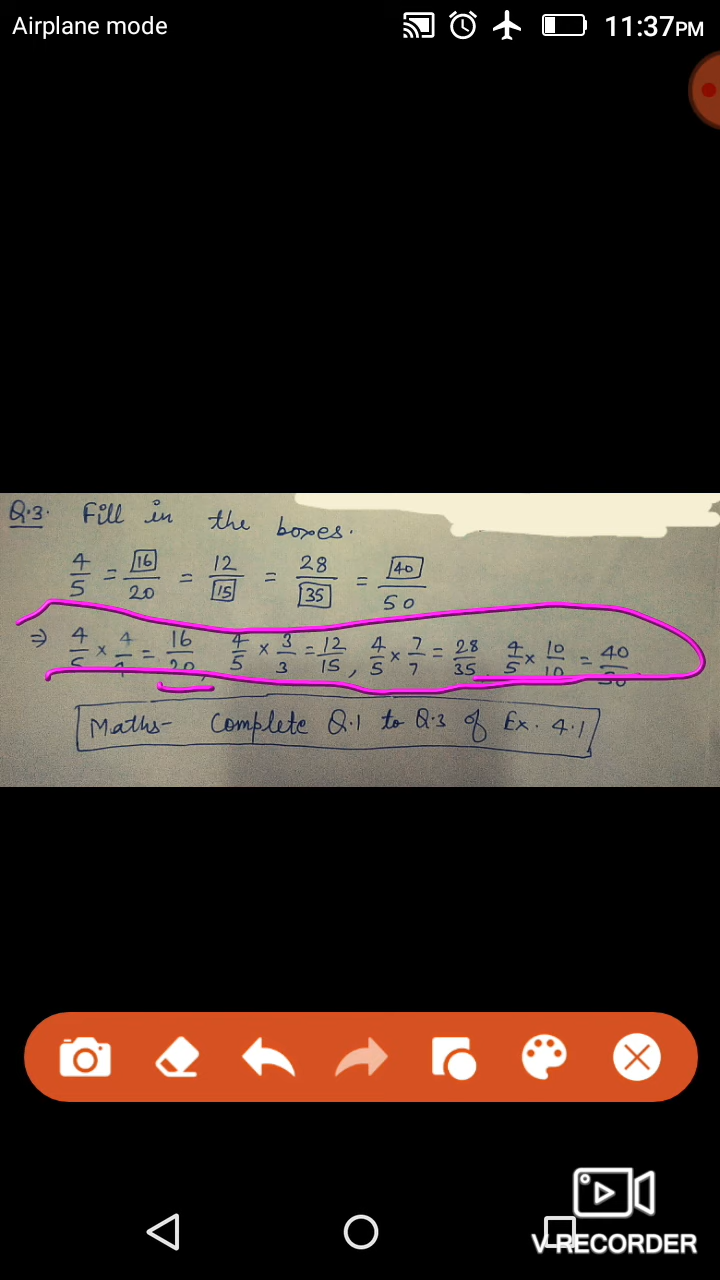 Airplane mode 11:37PM
Q.3. Fill in the boxes.
4/5 = 16/20 = 12/15 = 28/35 = 40/50
⇒ 4/5 × 4/4 = 16/20, 4/5 × 3/3 = 12/15, 4/5 × 7/7 = 28/35, 4/5 × 10/10 = 40/50
Maths- Complete Q.1 to Q.3 of Ex. 4.1
V RECORDER